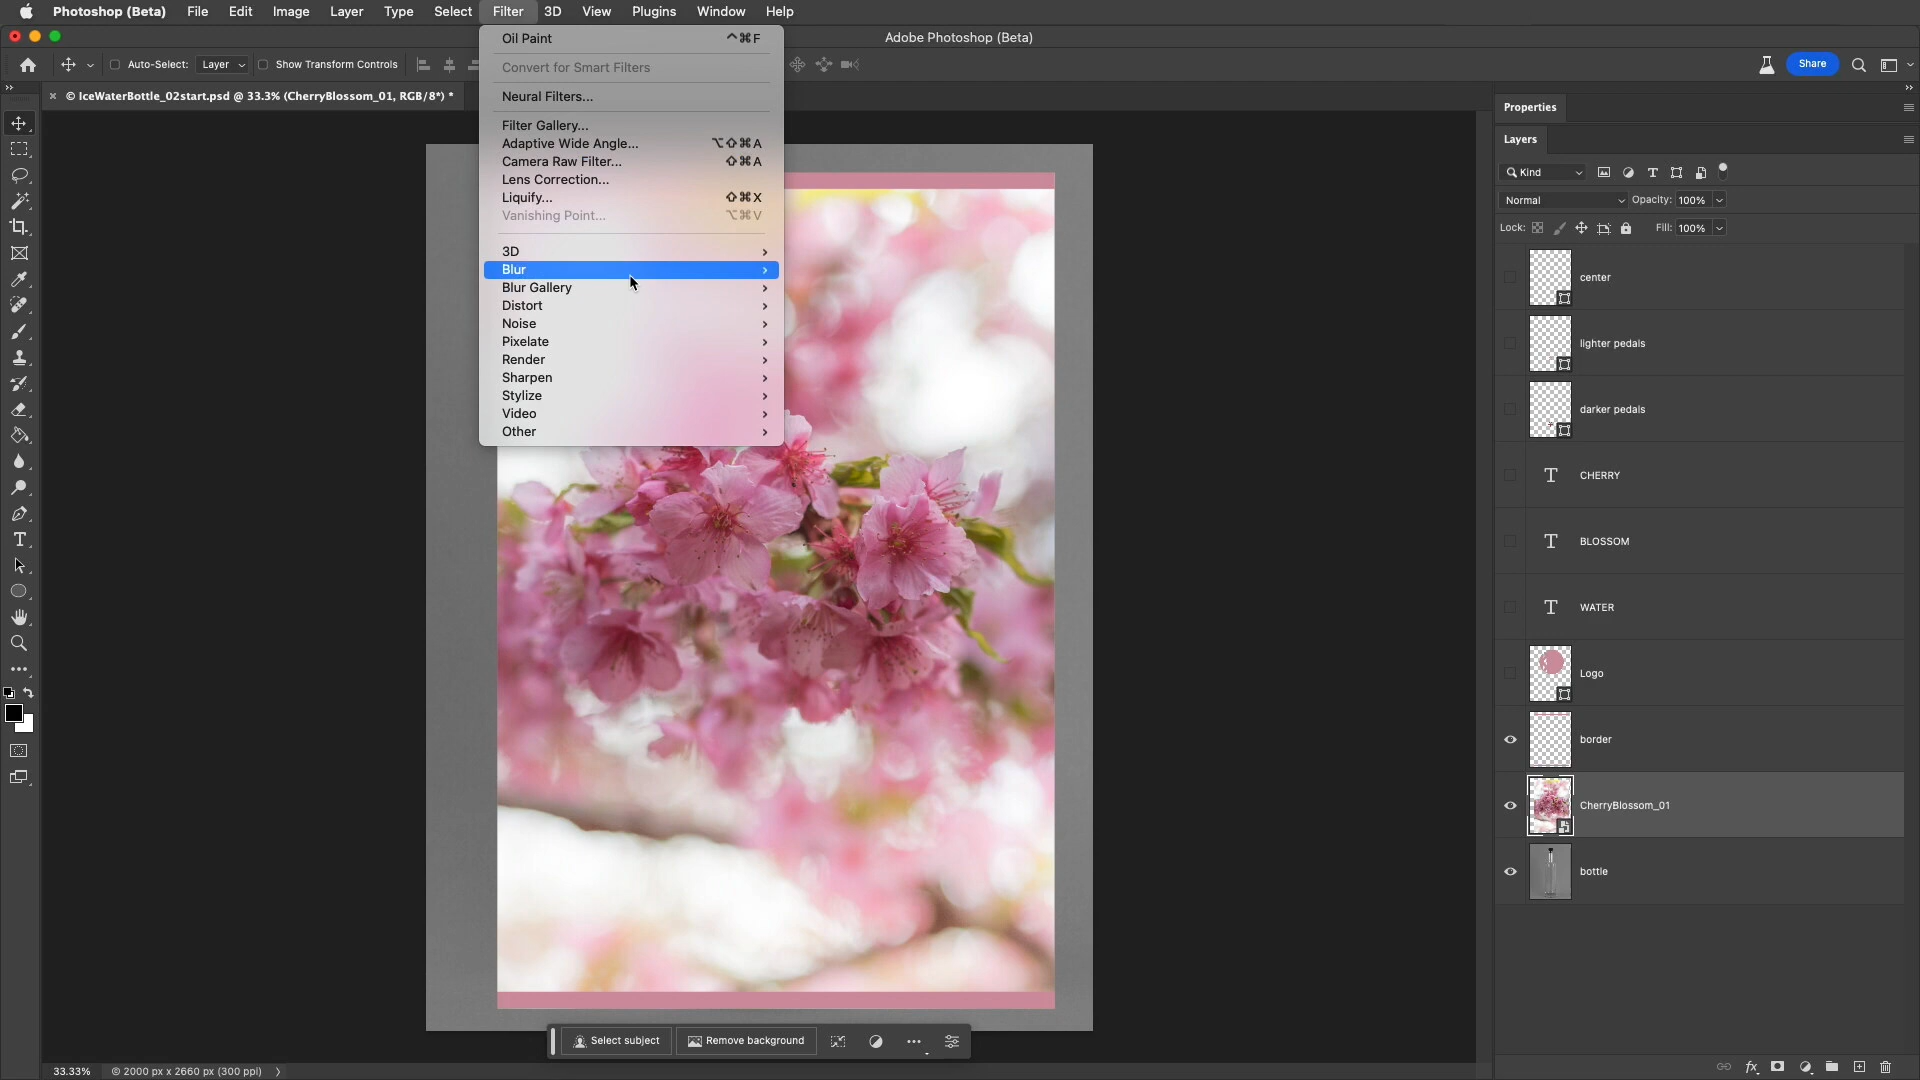 Photoshop (Beta) File Edit Image Layer Type Select Filter 3D View Plugins Window Help
Adobe Photoshop (Beta)
Auto-Select: Layer Show Transform Controls
Share
© IceWaterBottle_02start.psd @ 33.3% (CherryBlossom_01, RGB/8*) *
Oil Paint ⌃⌘F
Convert for Smart Filters
Neural Filters...
Filter Gallery...
Adaptive Wide Angle... ⌥⇧⌘A
Camera Raw Filter... ⇧⌘A
Lens Correction...
Liquify... ⇧⌘X
Vanishing Point... ⌥⌘V
3D
Blur
Blur Gallery
Distort
Noise
Pixelate
Render
Sharpen
Stylize
Video
Other
Properties
Layers
Kind
Normal Opacity: 100%
Lock: Fill: 100%
center
lighter pedals
darker pedals
T CHERRY
T BLOSSOM
T WATER
Logo
border
CherryBlossom_01
bottle
Select subject Remove background
33.33% © 2000 px x 2660 px (300 ppi)
fx